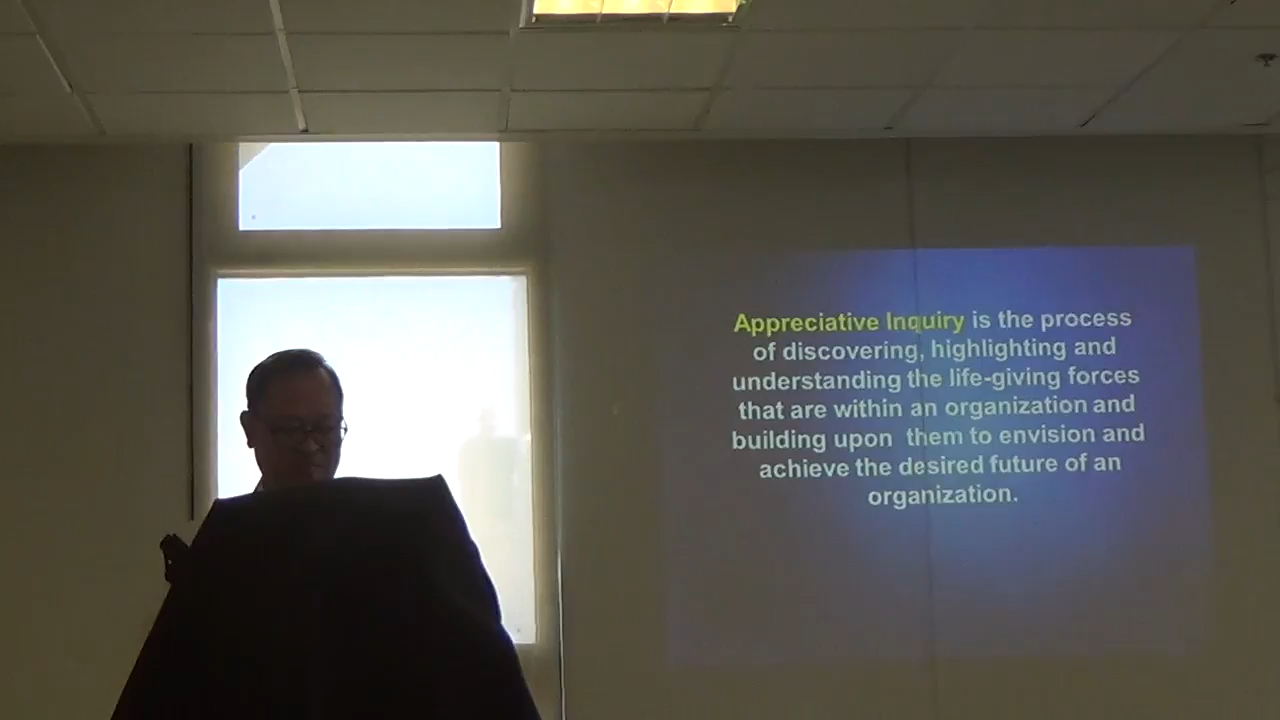 Appreciative Inquiry is the process
of discovering, highlighting and
understanding the life-giving forces
that are within an organization and
building upon  them to envision and
achieve the desired future of an
organization.